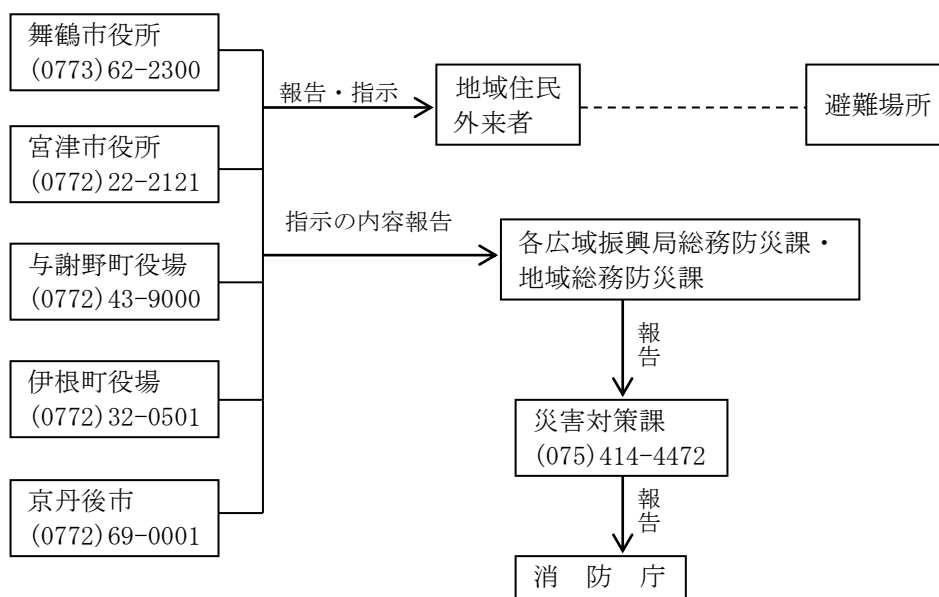 舞鶴市役所
(0773)62-2300
宮津市役所
(0772)22-2121
与謝野町役場
(0772)43-9000
伊根町役場
(0772)32-0501
京丹後市
(0772)69-0001
報告・指示
地域住民
外来者
避難場所
指示の内容報告
各広域振興局総務防災課・
地域総務防災課
報告
災害対策課
(075)414-4472
報告
消 防 庁